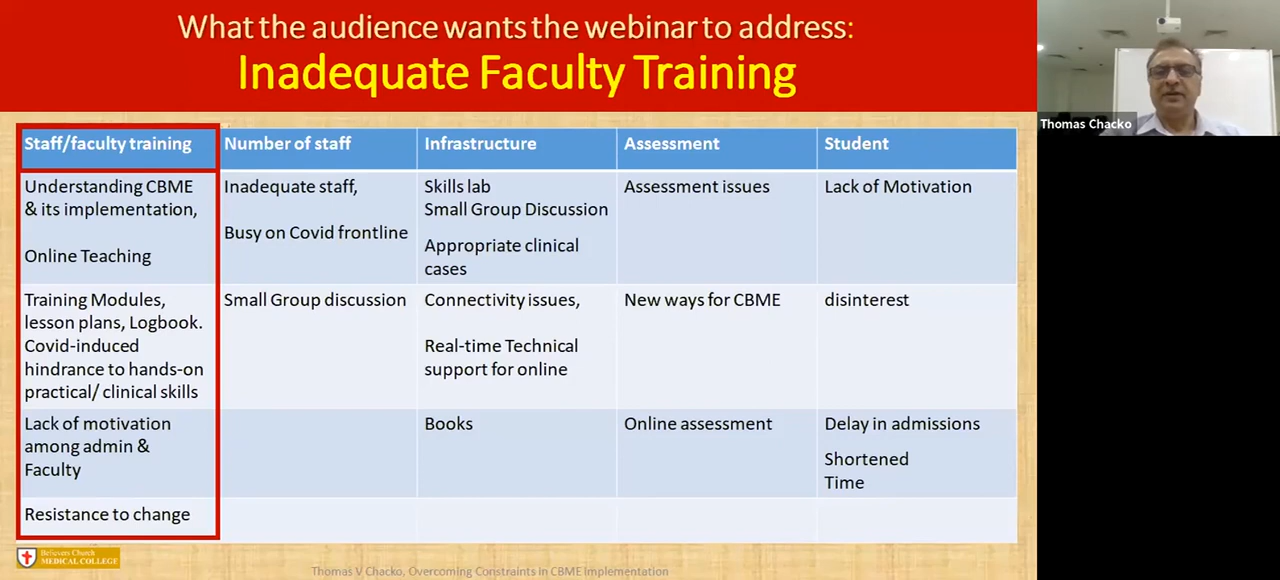 What the audience wants the webinar to address:
Inadequate Faculty Training
Thomas Chacko
Staff/faculty training
Number of staff
Infrastructure
Assessment
Student
Understanding CBME
& its implementation,
Online Teaching
Inadequate staff,
Busy on Covid frontline
Skills lab
Small Group Discussion
Appropriate clinical
cases
Assessment issues
Lack of Motivation
Training Modules,
lesson plans, Logbook.
Covid-induced
hindrance to hands-on
practical/ clinical skills
Small Group discussion
Connectivity issues,
Real-time Technical
support for online
New ways for CBME
disinterest
Lack of motivation
among admin &
Faculty
Books
Online assessment
Delay in admissions
Shortened
Time
Resistance to change
Believers Church
MEDICAL COLLEGE
Thomas V Chacko, Overcoming Constraints in CBME Implementation